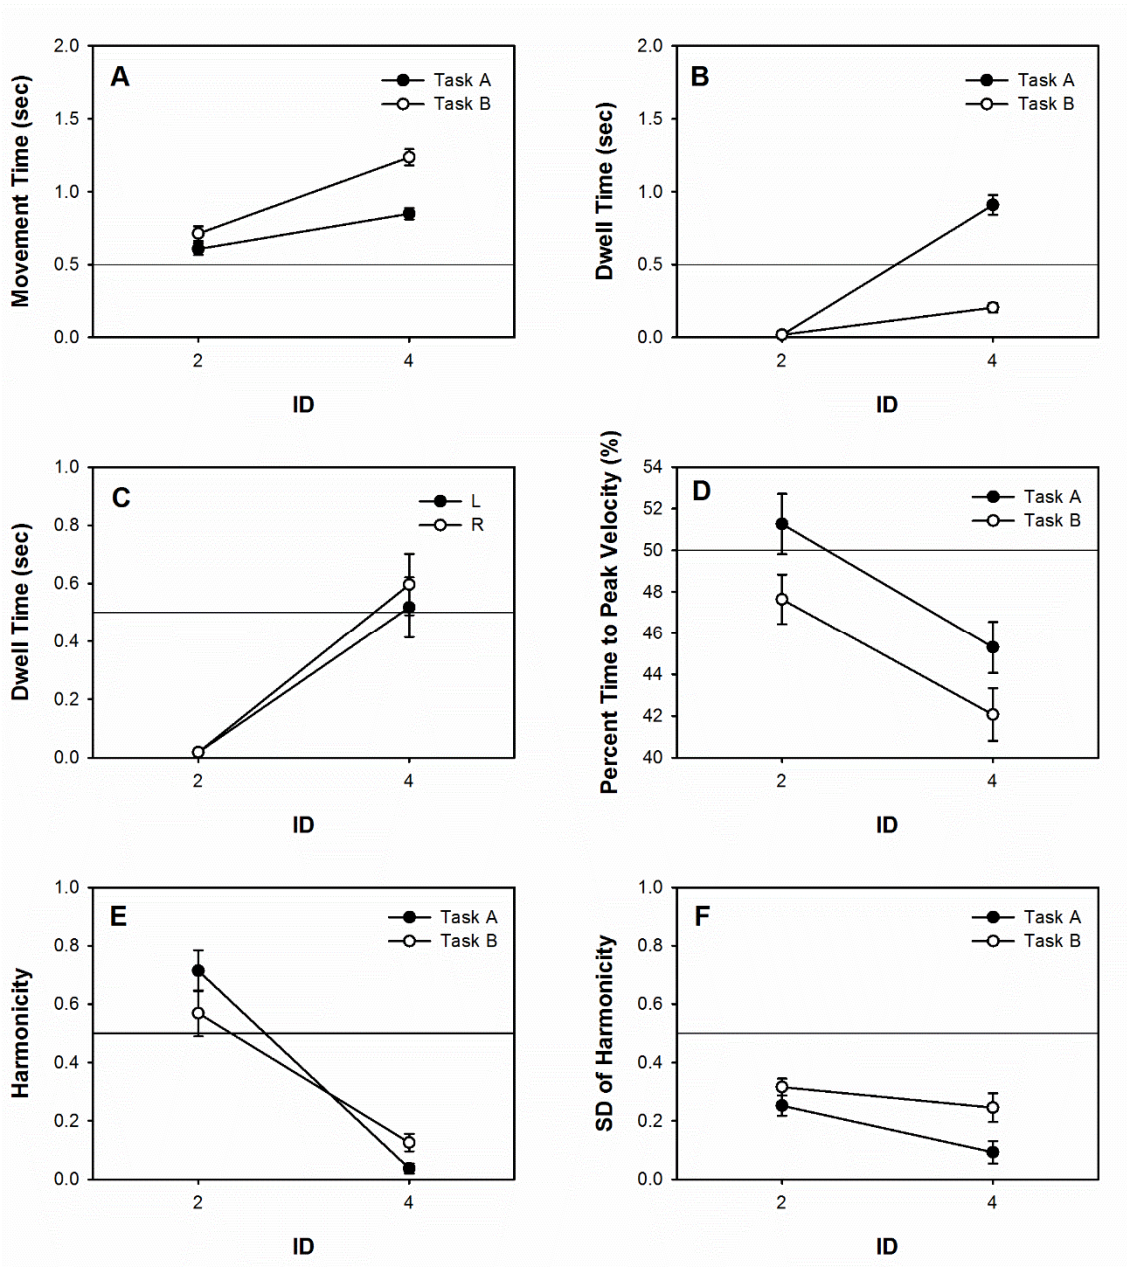 A
Task A
Task B
Movement Time (sec)
2.0
1.5
1.0
0.5
0.0
2
4
ID
B
Task A
Task B
Dwell Time (sec)
2.0
1.5
1.0
0.5
0.0
2
4
ID
C
L
R
Dwell Time (sec)
1.0
0.8
0.6
0.4
0.2
0.0
2
4
ID
D
Task A
Task B
Percent Time to Peak Velocity (%)
54
52
50
48
46
44
42
40
2
4
ID
E
Task A
Task B
Harmonicity
1.0
0.8
0.6
0.4
0.2
0.0
2
4
ID
F
Task A
Task B
SD of Harmonicity
1.0
0.8
0.6
0.4
0.2
0.0
2
4
ID